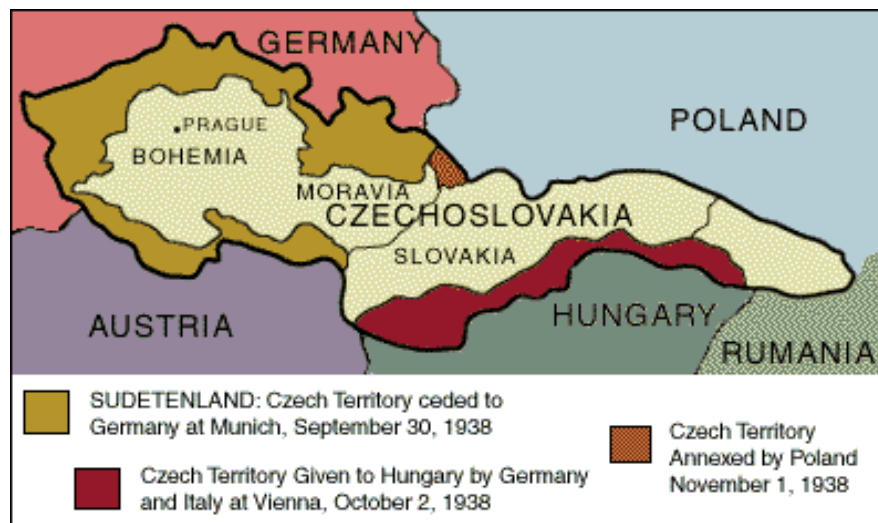 GERMANY
POLAND
PRAGUE
BOHEMIA
MORAVIA
CZECHOSLOVAKIA
SLOVAKIA
AUSTRIA
HUNGARY
RUMANIA
SUDETENLAND: Czech Territory ceded to
Germany at Munich, September 30, 1938
Czech Territory Given to Hungary by Germany
and Italy at Vienna, October 2, 1938
Czech Territory
Annexed by Poland
November 1, 1938